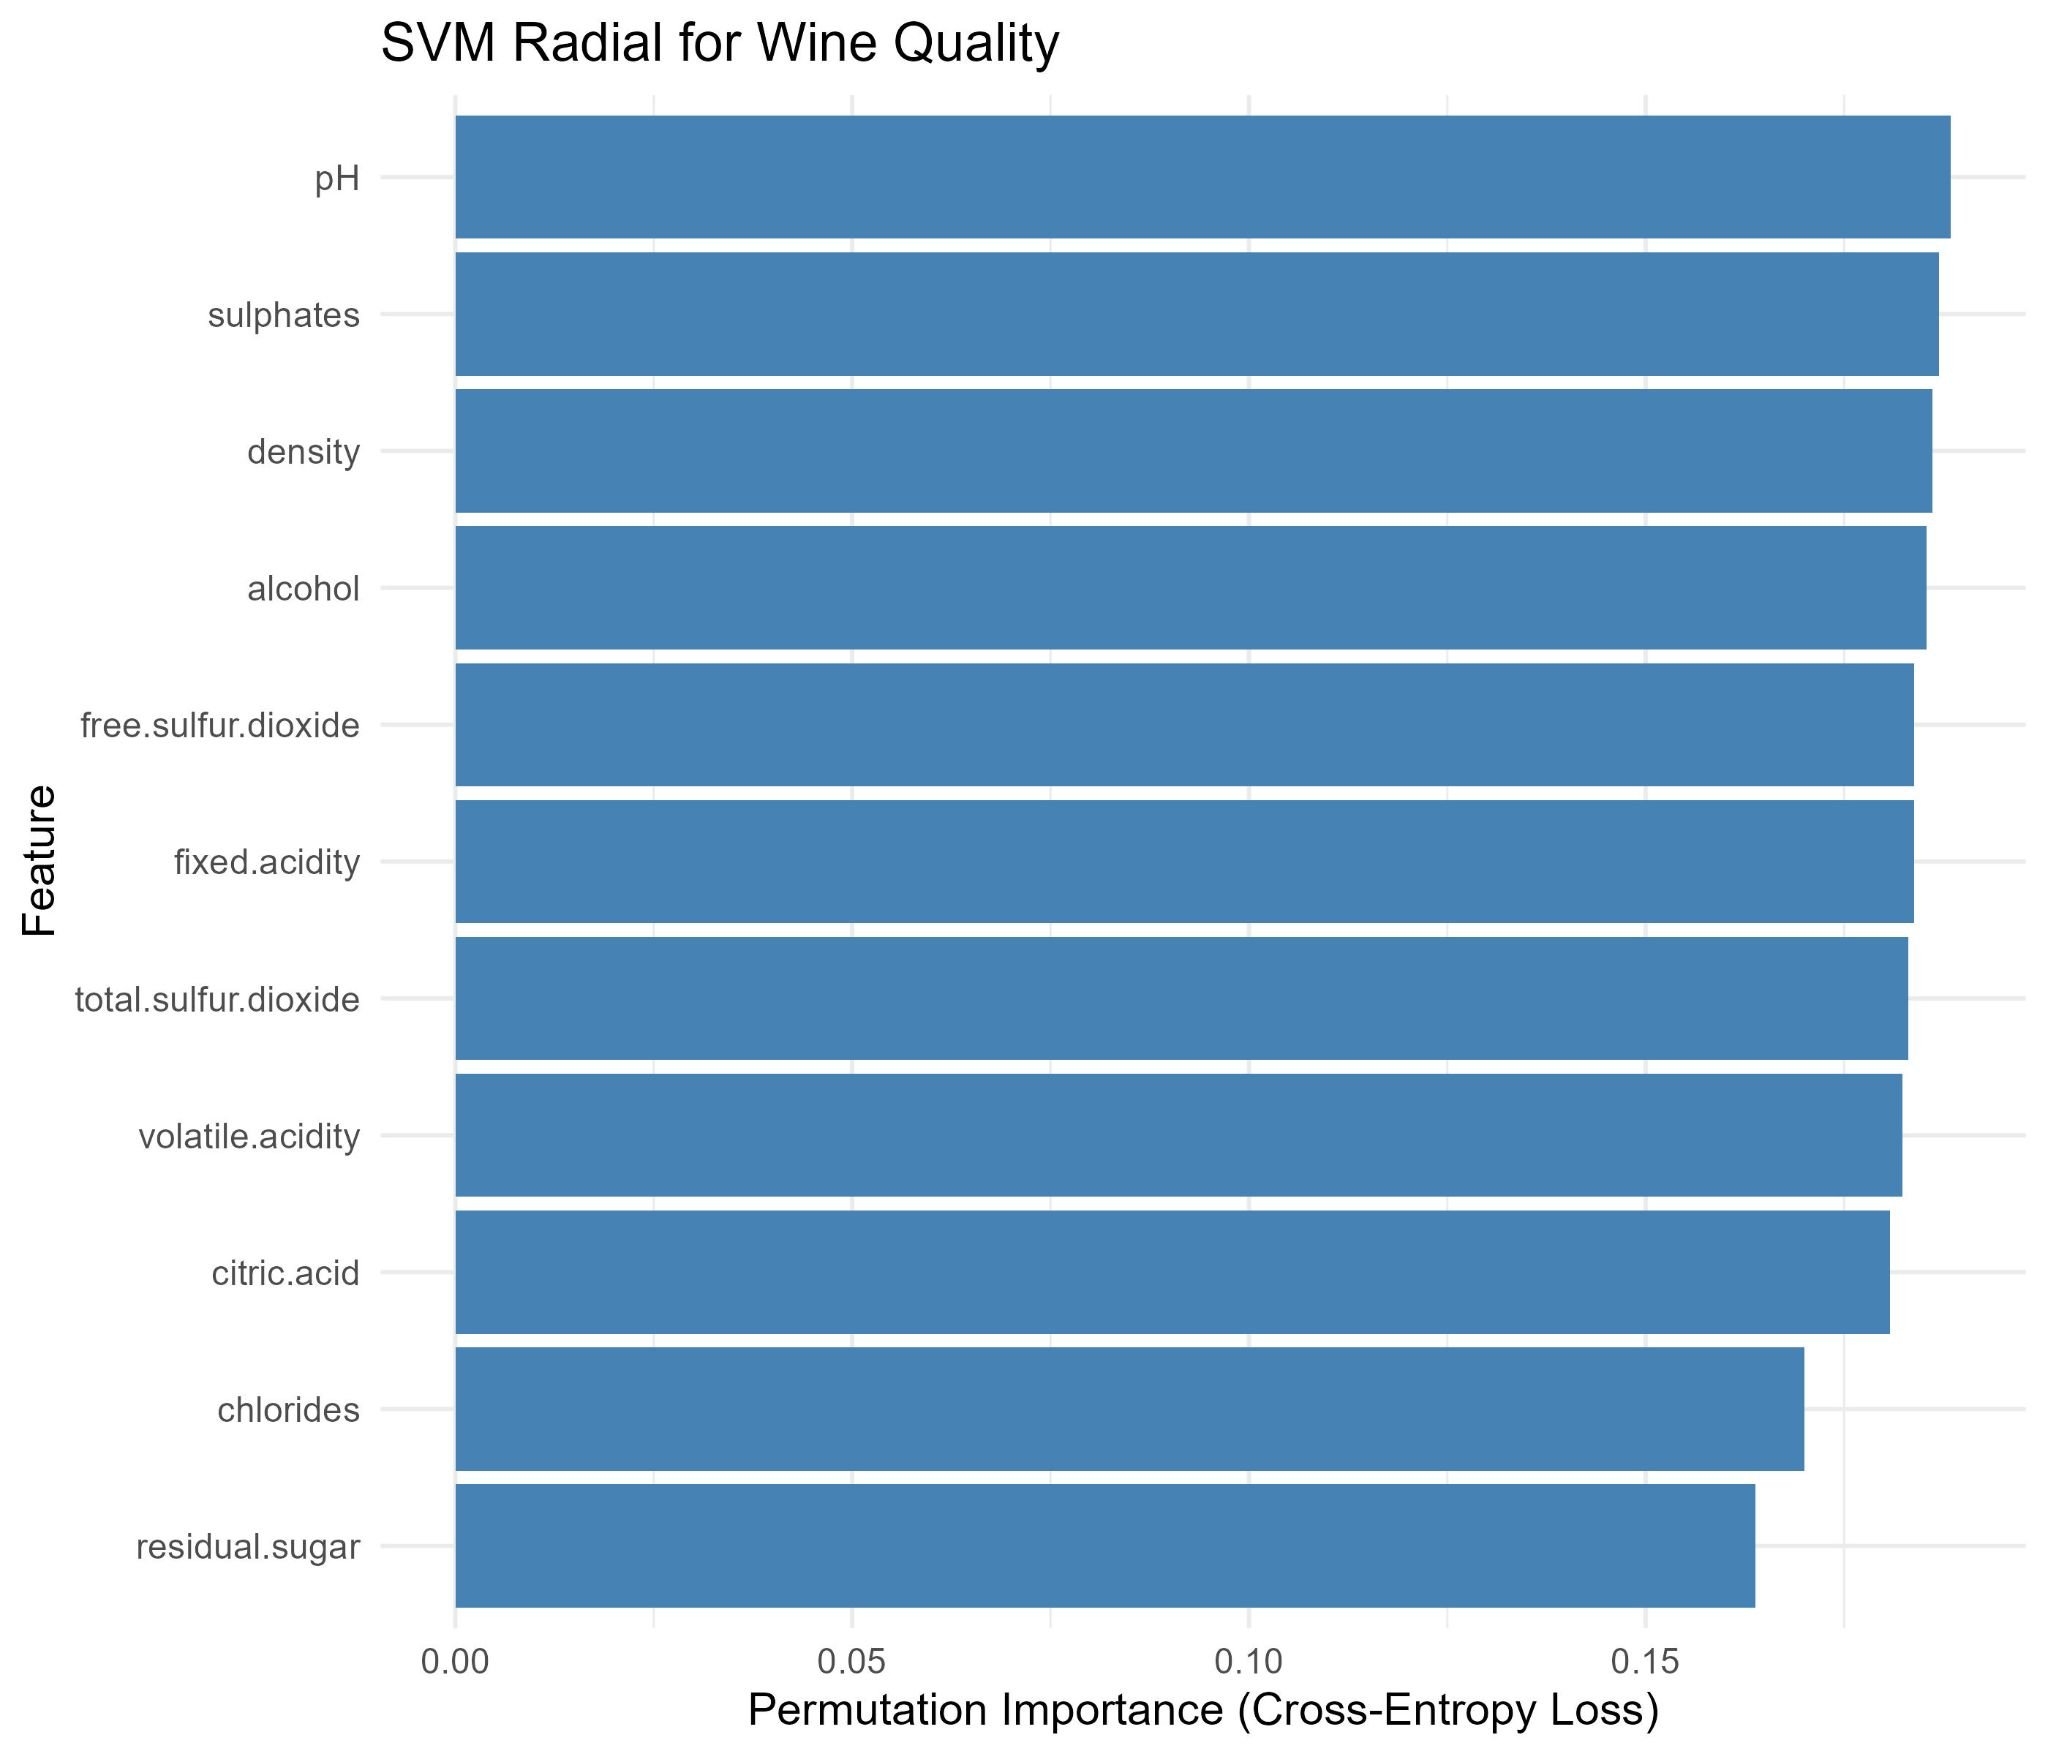 SVM Radial for Wine Quality
pH
sulphates
density
alcohol
free.sulfur.dioxide
fixed.acidity
total.sulfur.dioxide
volatile.acidity
citric.acid
chlorides
residual.sugar
Feature
0.00 0.05 0.10 0.15
Permutation Importance (Cross-Entropy Loss)